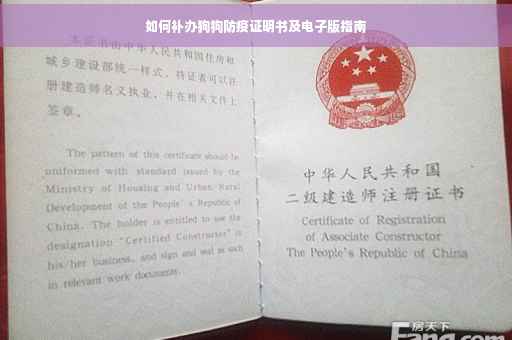 如何补办狗狗防疫证明书及电子版指南
本证书由中华人民共和国住房和
城乡建设部统一样式，持证者可以注
册建造师名义执业，并在相关文件上
签章。
The pattern of this certificate should be
uniformed with standard issued by the
Ministry of Housing and Urban Rural
Development of the People's Republic of
China. The holder is entitled to use the
designation "Certified Constructor" in
his/her business, and sign and seal as such
in relevant work documents.
中华人民共和国
二级建造师注册证书
Certificate of Registration
of Associate Constructor
The People's Republic of China
房天下
Fang.com